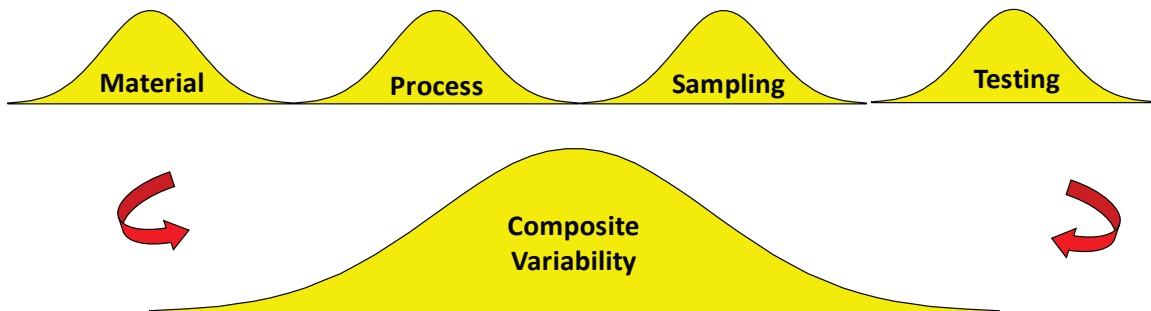 Material
Process
Sampling
Testing
Composite
Variability